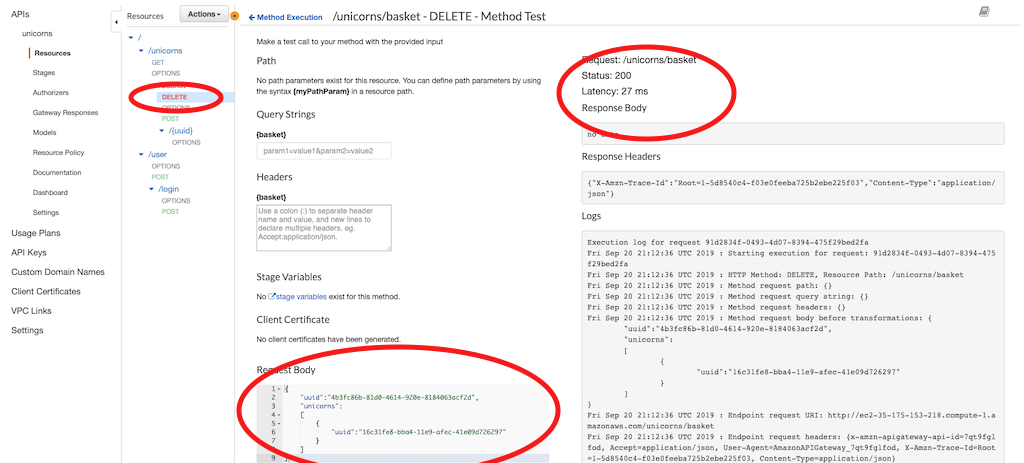 APIs
unicorns
Resources
Stages
Authorizers
Gateway Responses
Models
Resource Policy
Documentation
Dashboard
Settings
Usage Plans
API Keys
Custom Domain Names
Client Certificates
VPC Links
Settings
Resources
Actions
/
/unicorns
GET
OPTIONS
DELETE
OPTIONS
POST
/{uuid}
OPTIONS
/user
OPTIONS
POST
/login
OPTIONS
POST
Method Execution /unicorns/basket - DELETE - Method Test
Make a test call to your method with the provided input
Path
No path parameters exist for this resource. You can define path parameters by using
the syntax {myPathParam} in a resource path.
Query Strings
{basket}
param1=value1&param2=value2
Headers
{basket}
Use a colon (:) to separate header
name and value, and new lines to
declare multiple headers. eg.
Accept:application/json.
Stage Variables
No stage variables exist for this method.
Client Certificate
No client certificates have been generated.
Request Body
1 {
2 "uuid":"4b3fc86b-81d0-4614-920e-8184063acf2d",
3 "unicorns":
4 [
5 {
6 "uuid":"16c31fe8-bba4-11e9-afec-41e09d726297"
7 }
8 ]
9 }
Request: /unicorns/basket
Status: 200
Latency: 27 ms
Response Body
no data
Response Headers
{"X-Amzn-Trace-Id":"Root=1-5d8540c4-f03e0feeba725b2ebe225f03","Content-Type":"application/
json"}
Logs
Execution log for request 91d2834f-0493-4d07-8394-475f29bed2fa
Fri Sep 20 21:12:36 UTC 2019 : Starting execution for request: 91d2834f-0493-4d07-8394-475
f29bed2fa
Fri Sep 20 21:12:36 UTC 2019 : HTTP Method: DELETE, Resource Path: /unicorns/basket
Fri Sep 20 21:12:36 UTC 2019 : Method request path: {}
Fri Sep 20 21:12:36 UTC 2019 : Method request query string: {}
Fri Sep 20 21:12:36 UTC 2019 : Method request headers: {}
Fri Sep 20 21:12:36 UTC 2019 : Method request body before transformations: {
"uuid":"4b3fc86b-81d0-4614-920e-8184063acf2d",
"unicorns":
[
{
"uuid":"16c31fe8-bba4-11e9-afec-41e09d726297"
}
]
}
Fri Sep 20 21:12:36 UTC 2019 : Endpoint request URI: http://ec2-35-175-153-218.compute-1.a
mazonaws.com/unicorns/basket
Fri Sep 20 21:12:36 UTC 2019 : Endpoint request headers: {x-amzn-apigateway-api-id=7qt9fgl
fod, Accept=application/json, User-Agent=AmazonAPIGateway_7qt9fglfod, X-Amzn-Trace-Id=Root
=1-5d8540c4-f03e0feeba725b2ebe225f03, Content-Type=application/json}